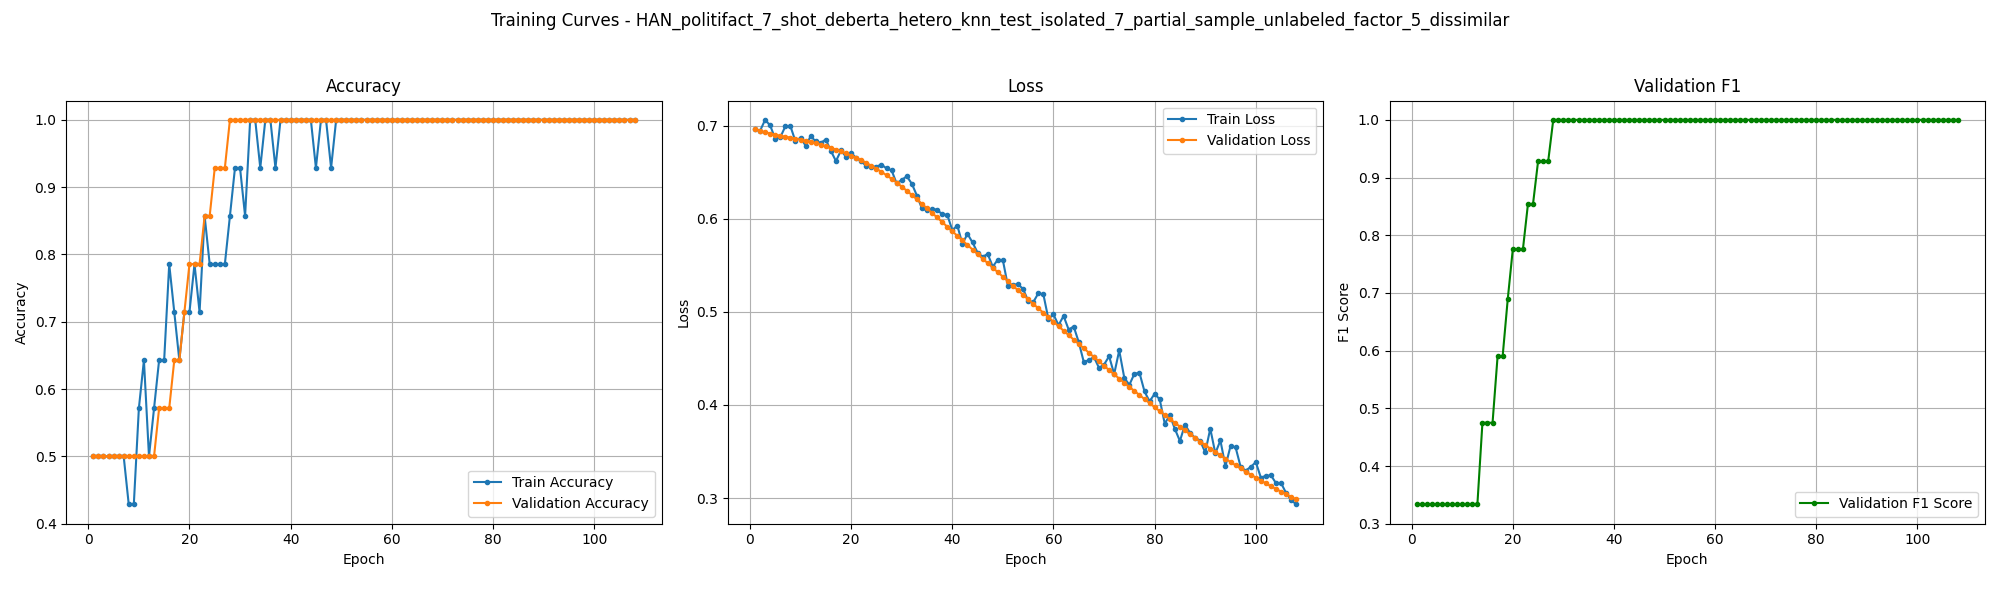 Training Curves - HAN_politifact_7_shot_deberta_hetero_knn_test_isolated_7_partial_sample_unlabeled_factor_5_dissimilar
Accuracy
1.0
0.9
0.8
0.7
0.6
0.5
0.4
Accuracy
0 20 40 60 80 100
Epoch
Train Accuracy
Validation Accuracy
Loss
0.7
0.6
0.5
0.4
0.3
Loss
0 20 40 60 80 100
Epoch
Train Loss
Validation Loss
Validation F1
1.0
0.9
0.8
0.7
0.6
0.5
0.4
0.3
F1 Score
0 20 40 60 80 100
Epoch
Validation F1 Score